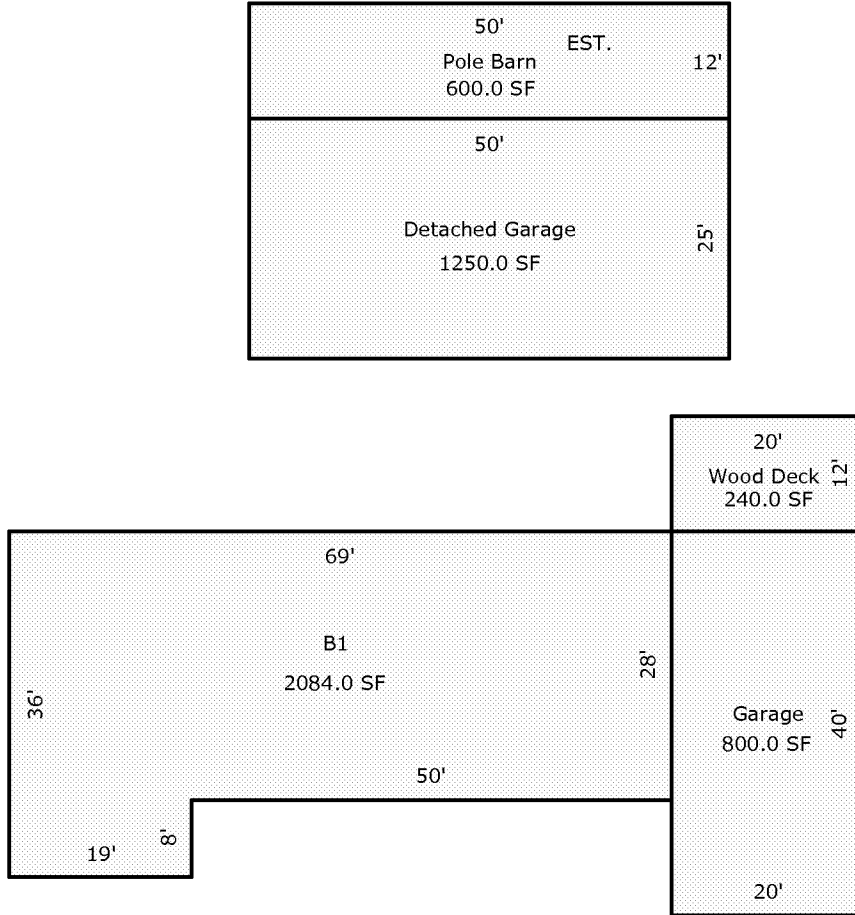 50'
EST.
Pole Barn
12'
600.0 SF
50'
Detached Garage
25'
1250.0 SF
20'
12'
Wood Deck
240.0 SF
69'
B1
28'
2084.0 SF
36'
Garage
40'
800.0 SF
50'
8'
19'
20'